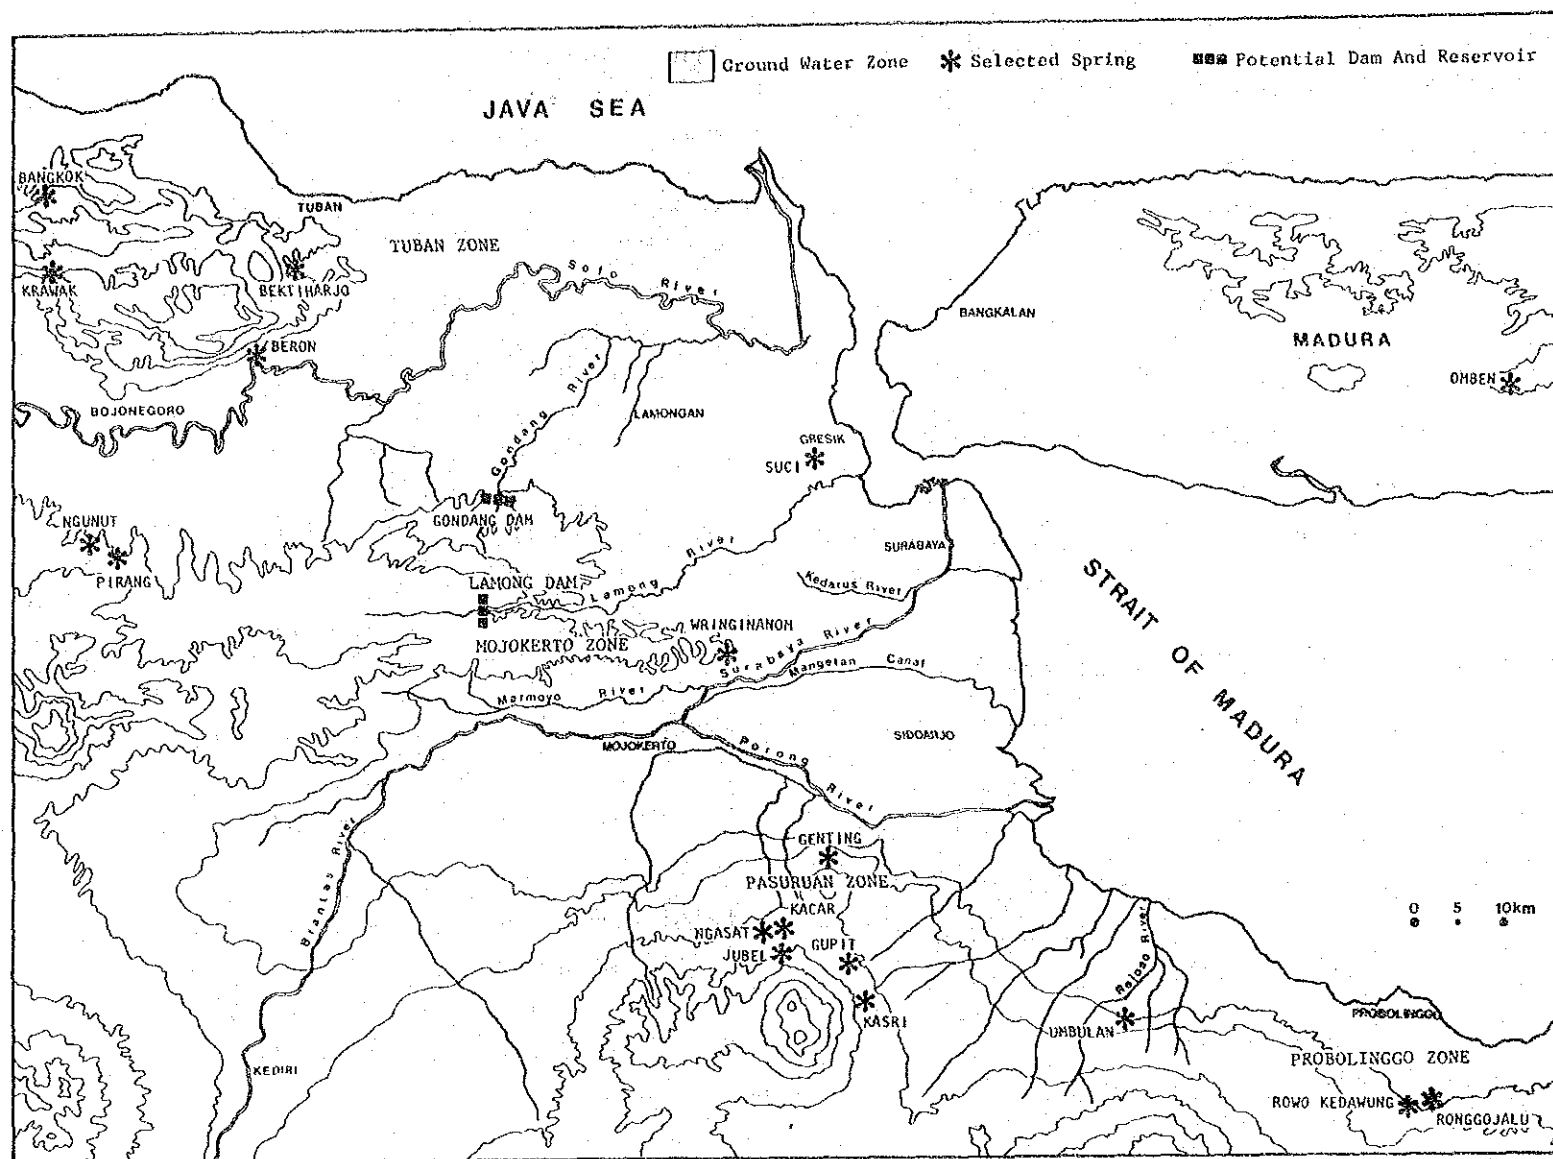 Ground Water Zone
Selected Spring
Potential Dam And Reservoir
JAVA SEA
BANGKOK
TUBAN
TUBAN ZONE
Solo River
KRAWAK
BEKTIHARJO
BANGKALAN
MADURA
BERON
OMBEN
BOJONEGORO
Gondang River
LAMONGAN
GRESIK
SUCI
NGUNUT
PIRANG
GONDANG DAM
SURABAYA
STRAIT OF MADURA
LAMONG DAM
Lamong River
Kedarus River
WRINGINANOM
MOJOKERTO ZONE
Surabaya River
Mangetan Canal
Marmoyo River
MOJOKERTO
Porong River
SIDOARJO
Brantas River
GENTING
PASURUAN ZONE
KACAR
NGASAT
JUBEL
GUPIT
KASRI
Rejoso River
0 5 10km
UMBULAN
PROBOLINGGO
PROBOLINGGO ZONE
KEDIRI
ROWO KEDAWUNG
RONGGOJALU